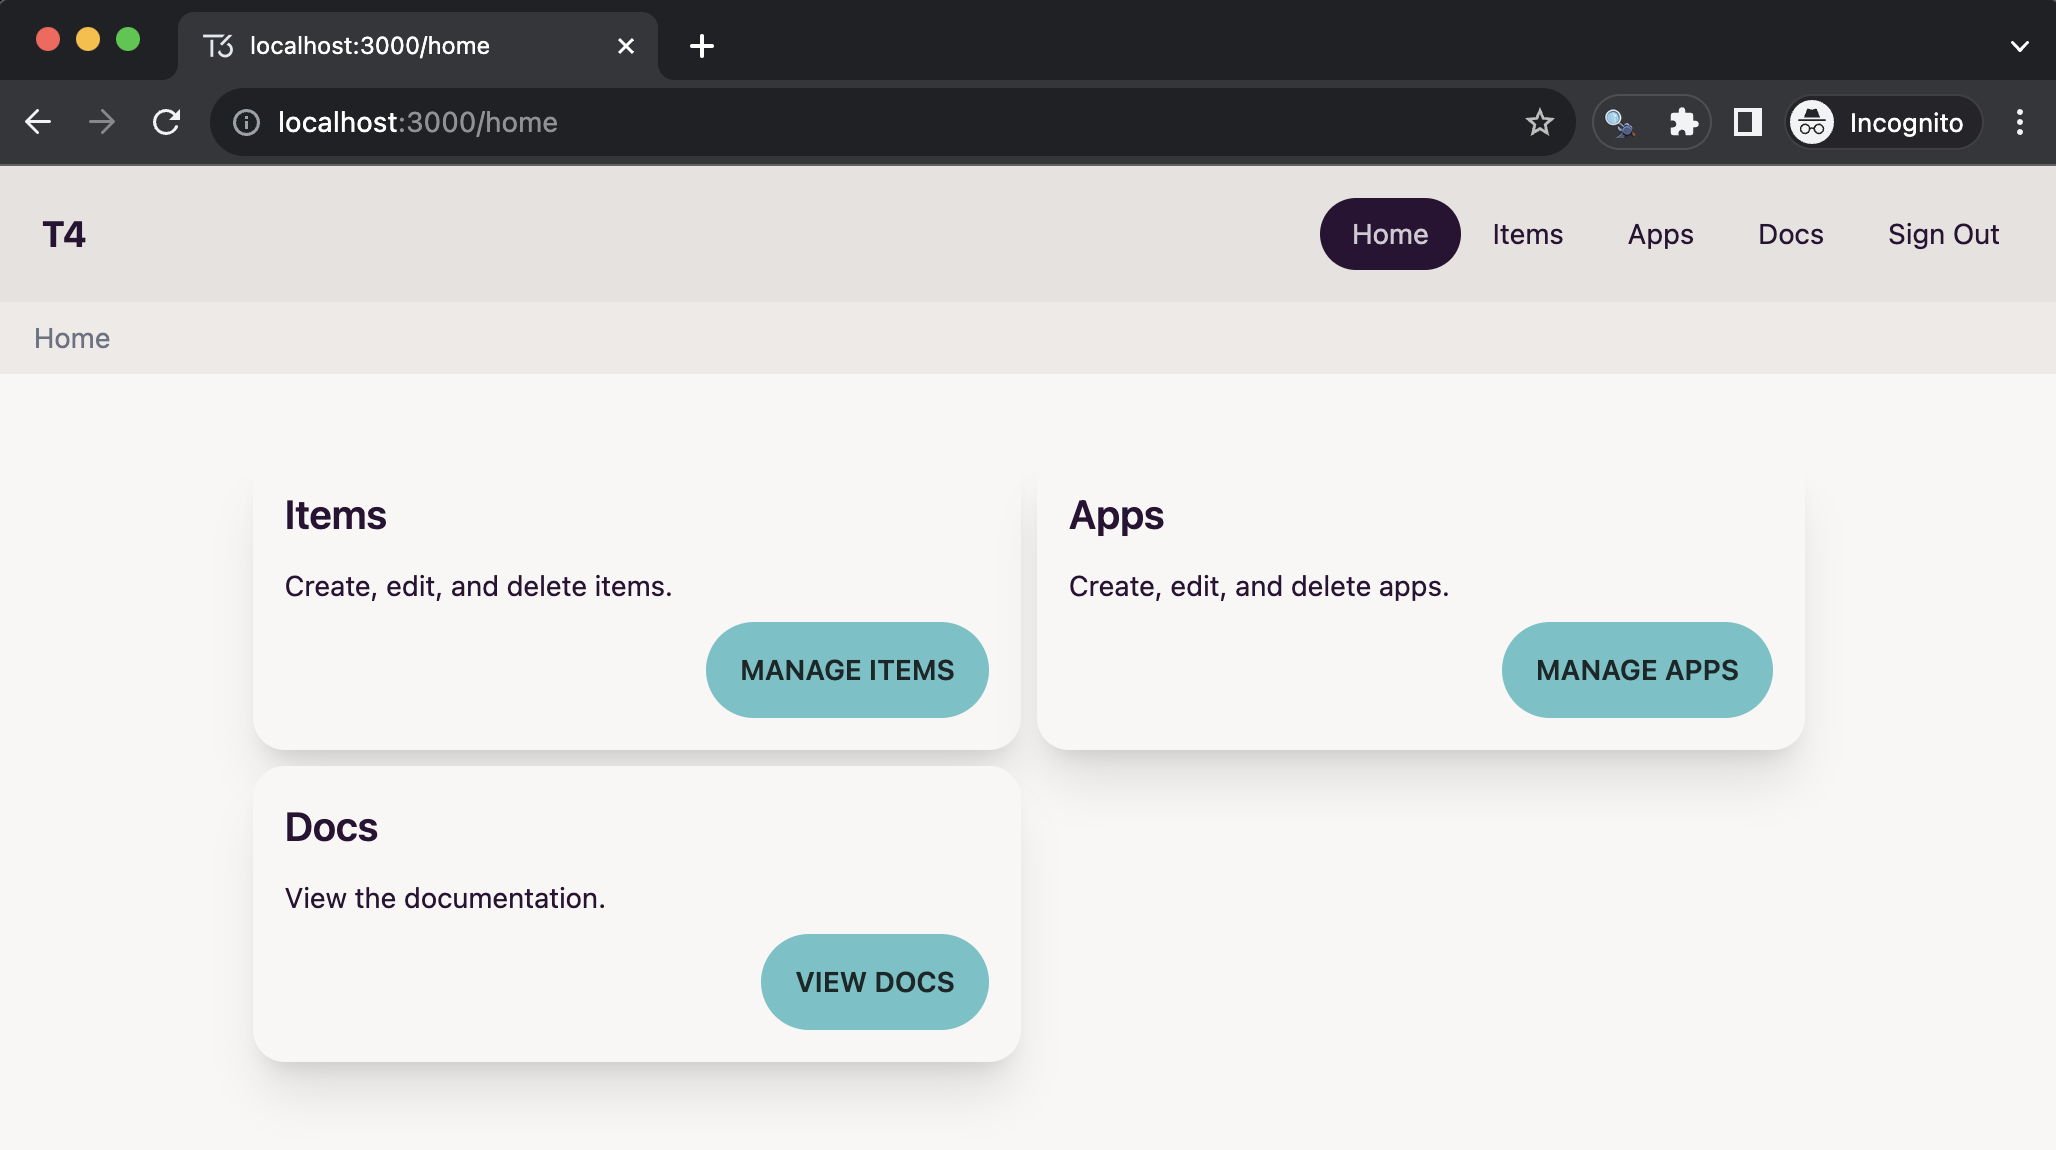 localhost:3000/home
localhost:3000/home
Incognito
T4
Home
Items
Apps
Docs
Sign Out
Home
Items
Create, edit, and delete items.
MANAGE ITEMS
Apps
Create, edit, and delete apps.
MANAGE APPS
Docs
View the documentation.
VIEW DOCS